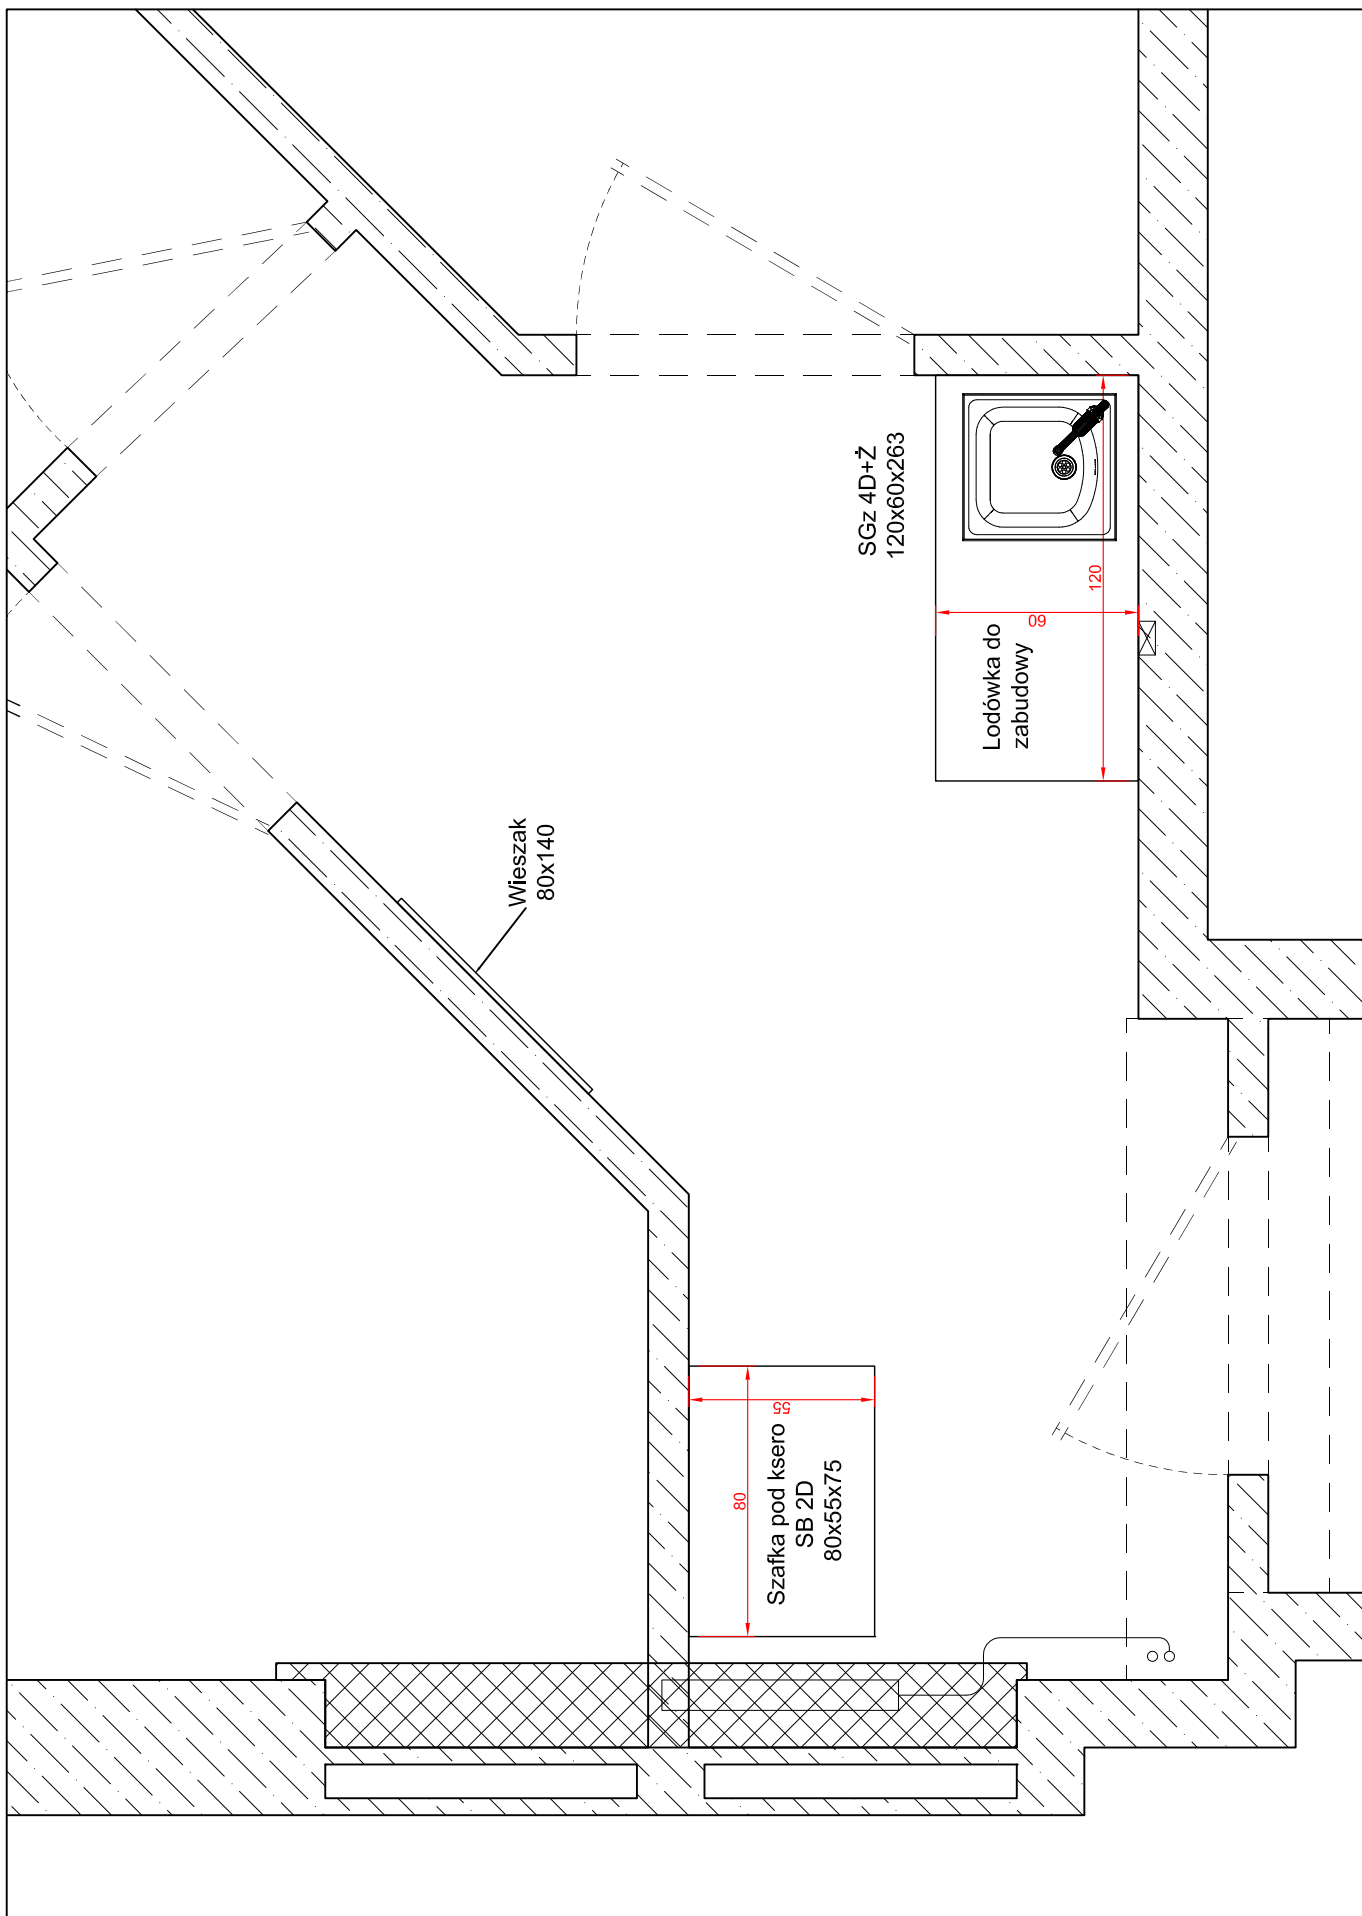 SGz 4D+Ż
120x60x263
120
60
Lodówka do
zabudowy
Wieszak
80x140
55
80
Szafka pod ksero
SB 2D
80x55x75